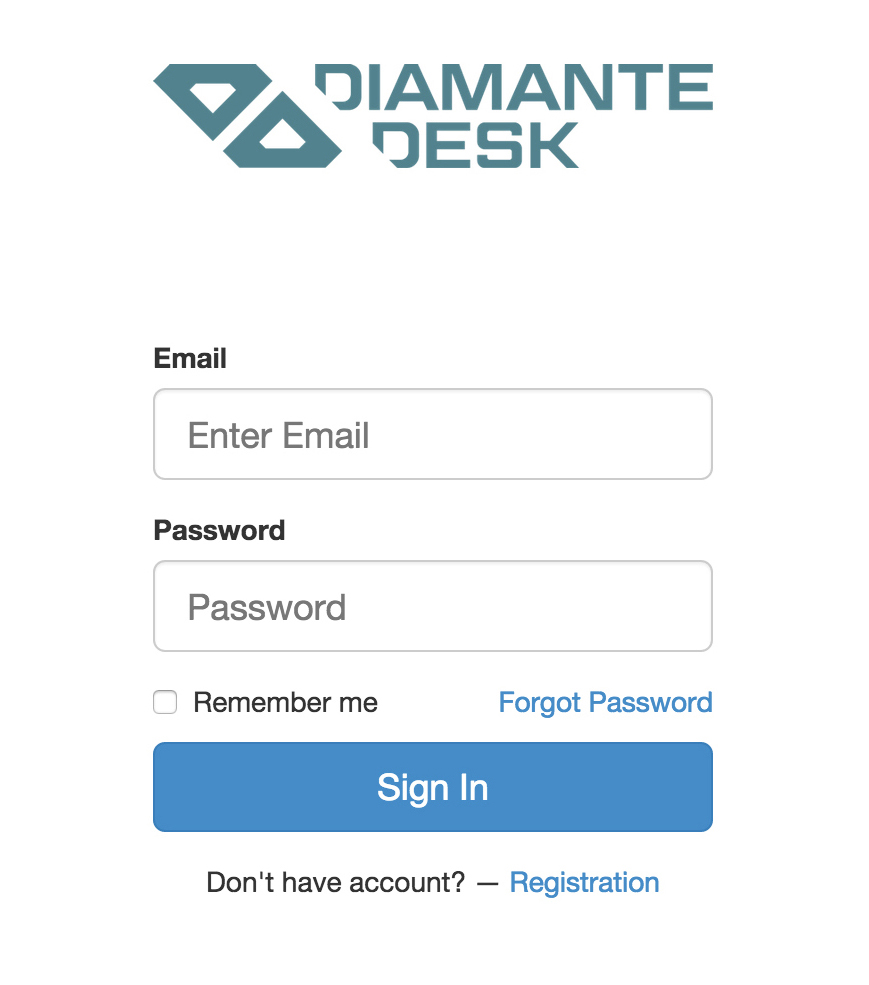 DIAMANTE
DESK
Email
Enter Email
Password
Password
Remember me Forgot Password
Sign In
Don't have account? — Registration